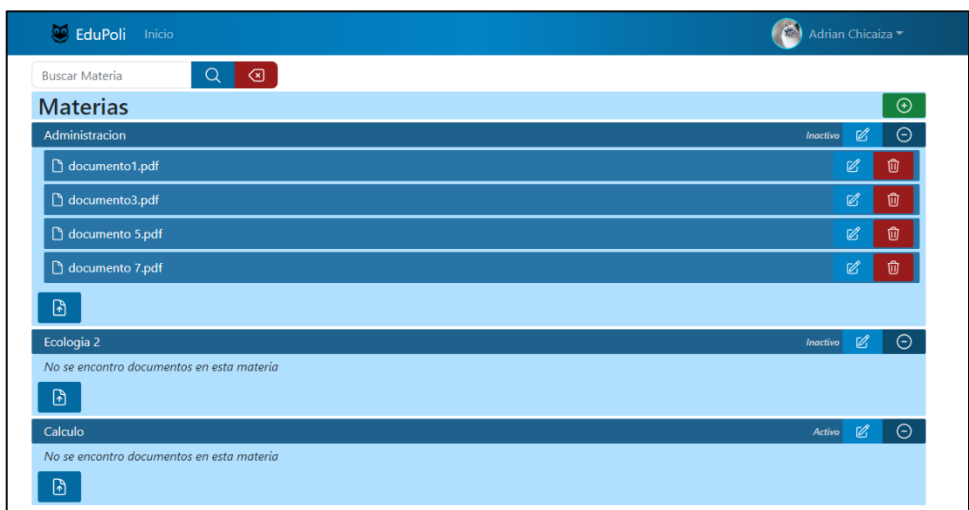 EduPoli Inicio Adrian Chicaiza
Buscar Materia
Materias
Administracion Inactivo
documento1.pdf
documento3.pdf
documento 5.pdf
documento 7.pdf
Ecologia 2 Inactivo
No se encontro documentos en esta materia
Calculo Activo
No se encontro documentos en esta materia